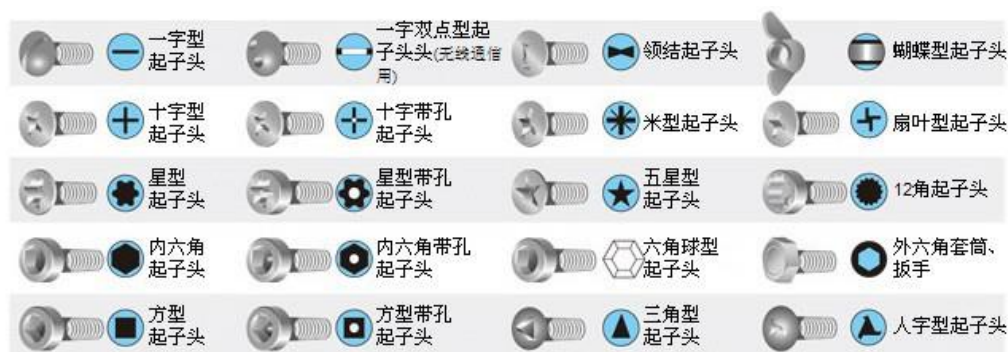 一字型
起子头
一字双点型起
子头头(无线通信
用)
领结起子头
蝴蝶型起子头
十字型
起子头
十字带孔
起子头
米型起子头
扇叶型起子头
星型
起子头
星型带孔
起子头
五星型
起子头
12角起子头
内六角
起子头
内六角带孔
起子头
六角球型
起子头
外六角套筒、
扳手
方型
起子头
方型带孔
起子头
三角型
起子头
人字型起子头